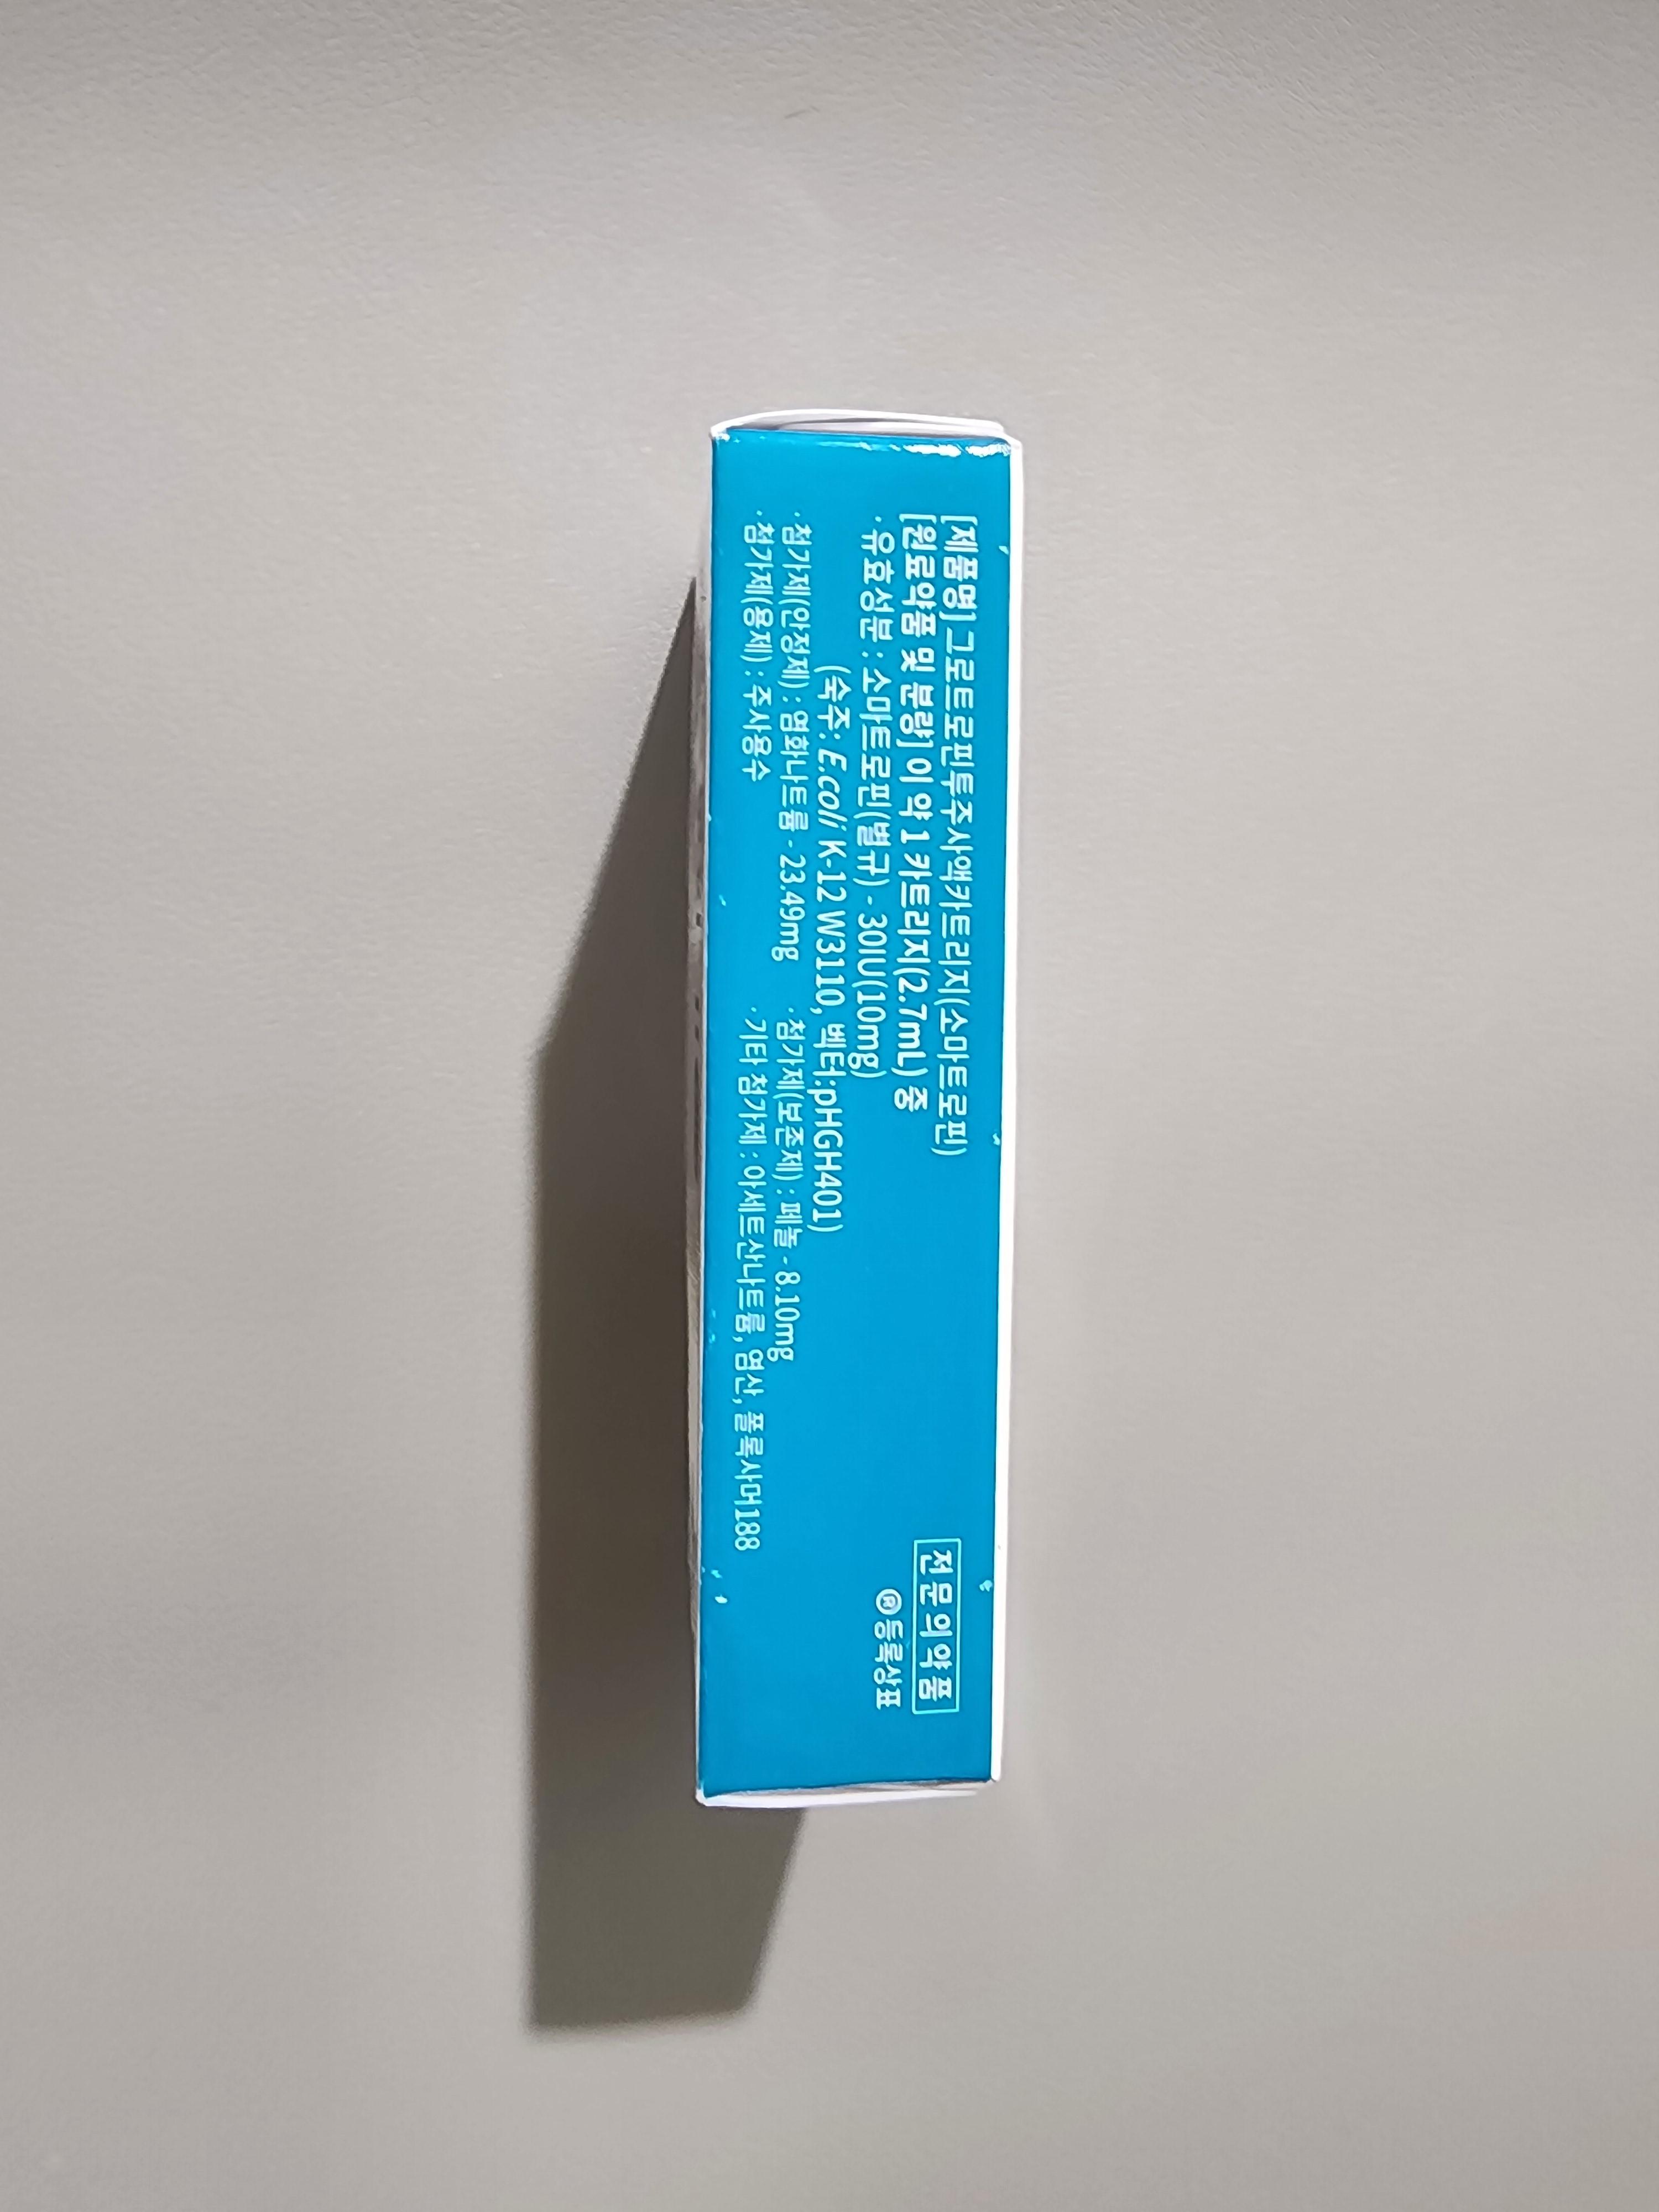 [제품명] 그로트로핀투주사액카트리지(소마트로핀)
[원료약품 및 분량] 이 약 1 카트리지(2.7mL) 중
· 유효성분 : 소마트로핀(별규) - 30IU(10mg)
(숙주: E.coli K-12 W3110, 벡터:pHGH401)
· 첨가제(안정제) : 염화나트륨 - 23.49mg · 첨가제(보존제) : 페놀 - 8.10mg
· 첨가제(용제) : 주사용수 · 기타 첨가제 : 아세트산나트륨, 염산, 폴록사머188
전문의약품
®등록상표